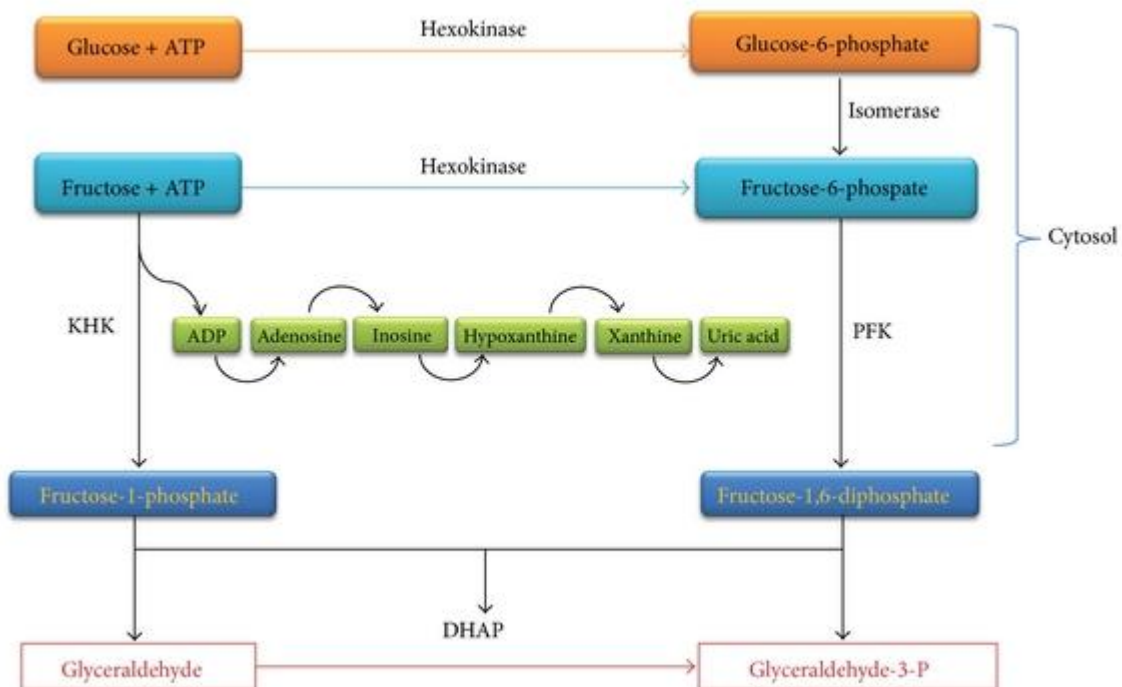 Glucose + ATP
Hexokinase
Glucose-6-phosphate
Isomerase
Fructose + ATP
Hexokinase
Fructose-6-phospate
Cytosol
KHK
ADP
Adenosine
Inosine
Hypoxanthine
Xanthine
Uric acid
PFK
Fructose-1-phosphate
Fructose-1,6-diphosphate
DHAP
Glyceraldehyde
Glyceraldehyde-3-P